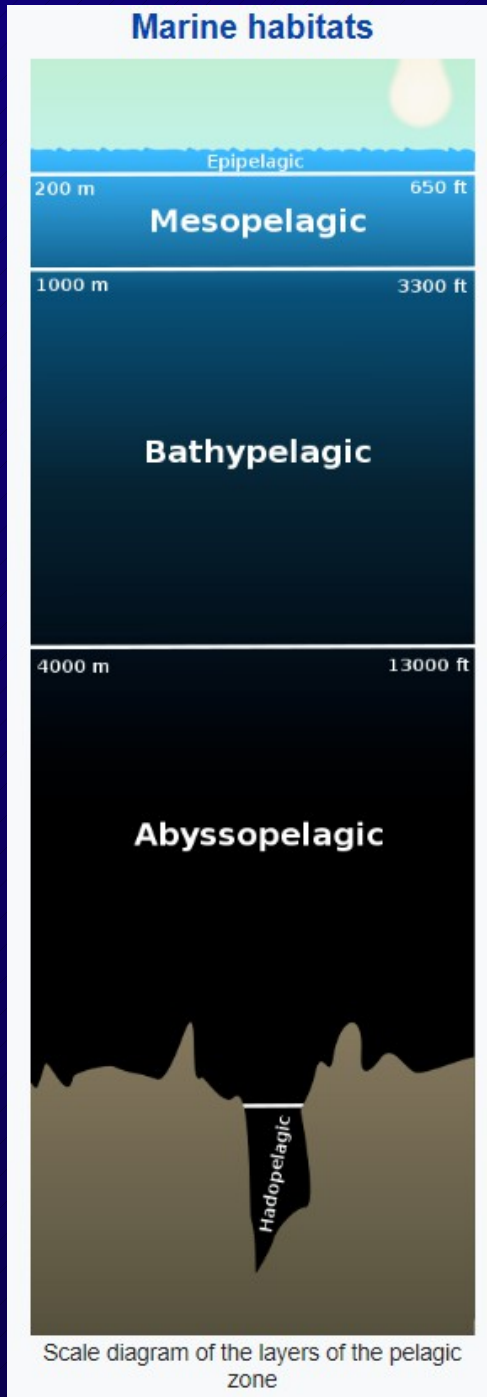 Marine habitats
Epipelagic
200 m 650 ft
Mesopelagic
1000 m 3300 ft
Bathypelagic
4000 m 13000 ft
Abyssopelagic
Hadopelagic
Scale diagram of the layers of the pelagic
zone